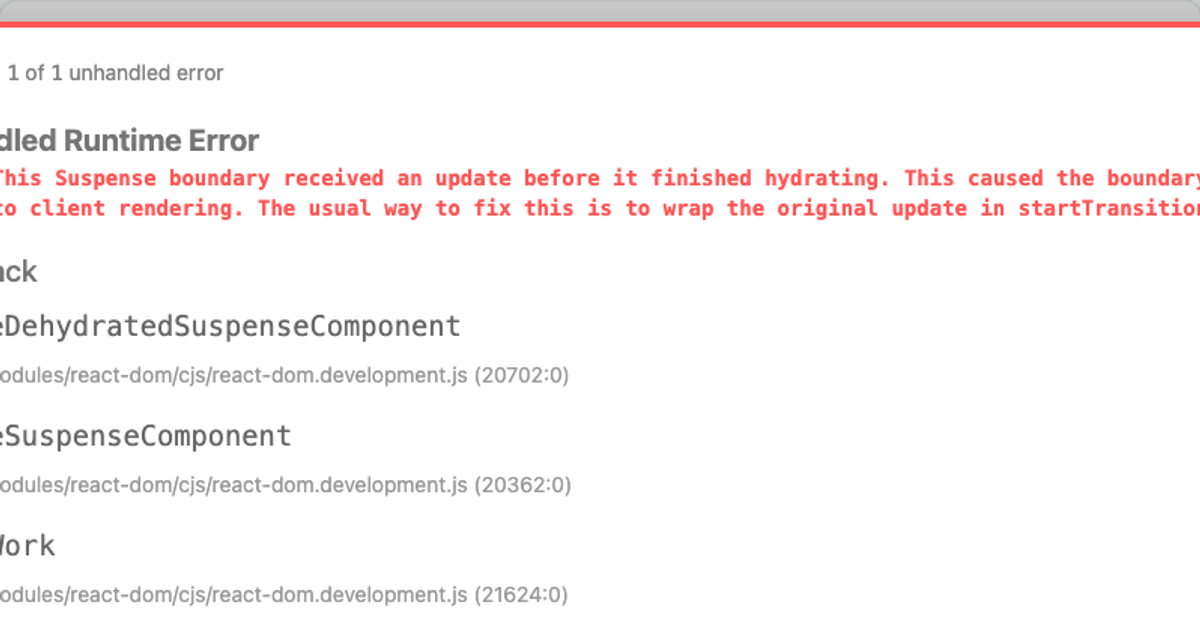 1 of 1 unhandled error
dled Runtime Error
This Suspense boundary received an update before it finished hydrating. This caused the boundary
to client rendering. The usual way to fix this is to wrap the original update in startTransition
ack
eDehydratedSuspenseComponent
odules/react-dom/cjs/react-dom.development.js (20702:0)
eSuspenseComponent
odules/react-dom/cjs/react-dom.development.js (20362:0)
Work
odules/react-dom/cjs/react-dom.development.js (21624:0)